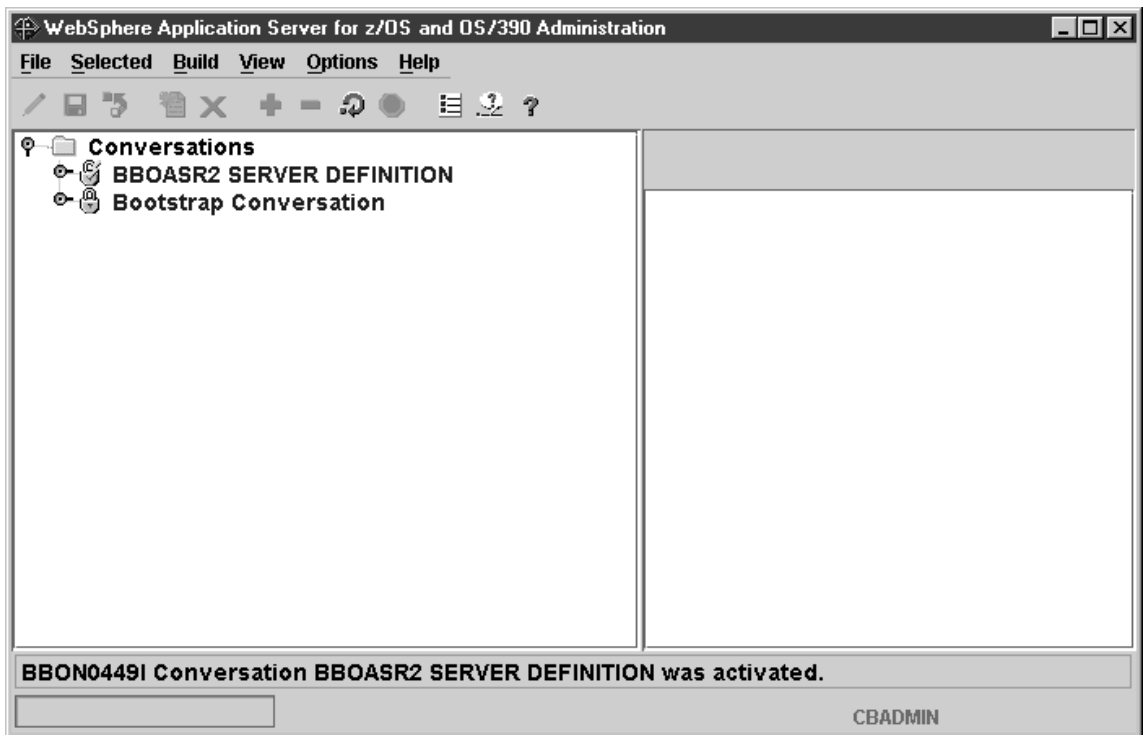 WebSphere Application Server for z/OS and OS/390 Administration
File Selected Build View Options Help
Conversations
BBOASR2 SERVER DEFINITION
Bootstrap Conversation
BBON0449I Conversation BBOASR2 SERVER DEFINITION was activated.
CBADMIN